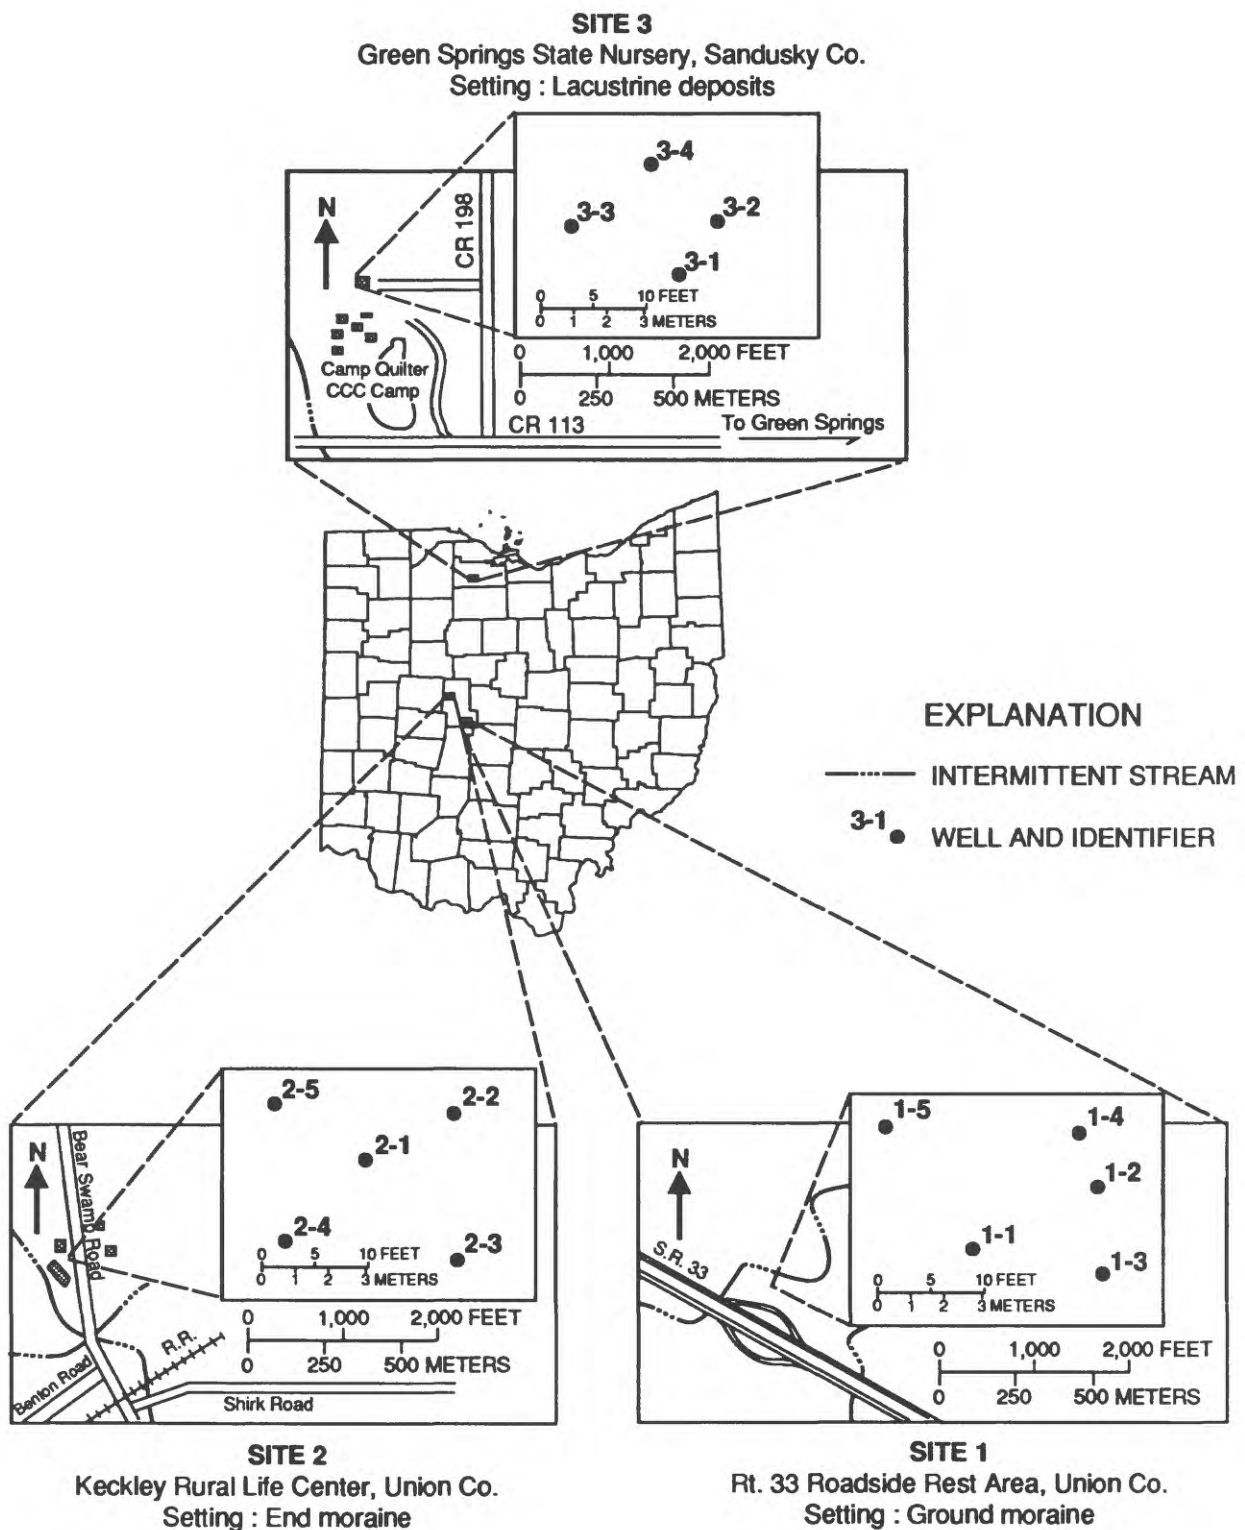 SITE 3
Green Springs State Nursery, Sandusky Co.
Setting : Lacustrine deposits
N
CR 198
3-4
3-3
3-2
3-1
0 5 10 FEET
0 1 2 3 METERS
0 1,000 2,000 FEET
0 250 500 METERS
Camp Quilter
CCC Camp
CR 113
To Green Springs
EXPLANATION
INTERMITTENT STREAM
3-1
WELL AND IDENTIFIER
N
Bear Swamp Road
2-5
2-2
2-1
2-4
2-3
0 5 10 FEET
0 1 2 3 METERS
0 1,000 2,000 FEET
0 250 500 METERS
R.R.
Benton Road
Shirk Road
SITE 2
Keckley Rural Life Center, Union Co.
Setting : End moraine
N
S.R. 33
1-5
1-4
1-2
1-1
1-3
0 5 10 FEET
0 1 2 3 METERS
0 1,000 2,000 FEET
0 250 500 METERS
SITE 1
Rt. 33 Roadside Rest Area, Union Co.
Setting : Ground moraine